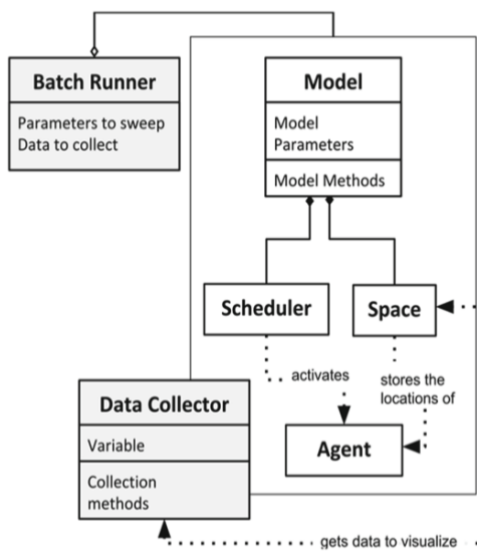 Batch Runner
Parameters to sweep
Data to collect
Model
Model
Parameters
Model Methods
Scheduler
Space
activates
stores the
locations of
Agent
Data Collector
Variable
Collection
methods
gets data to visualize